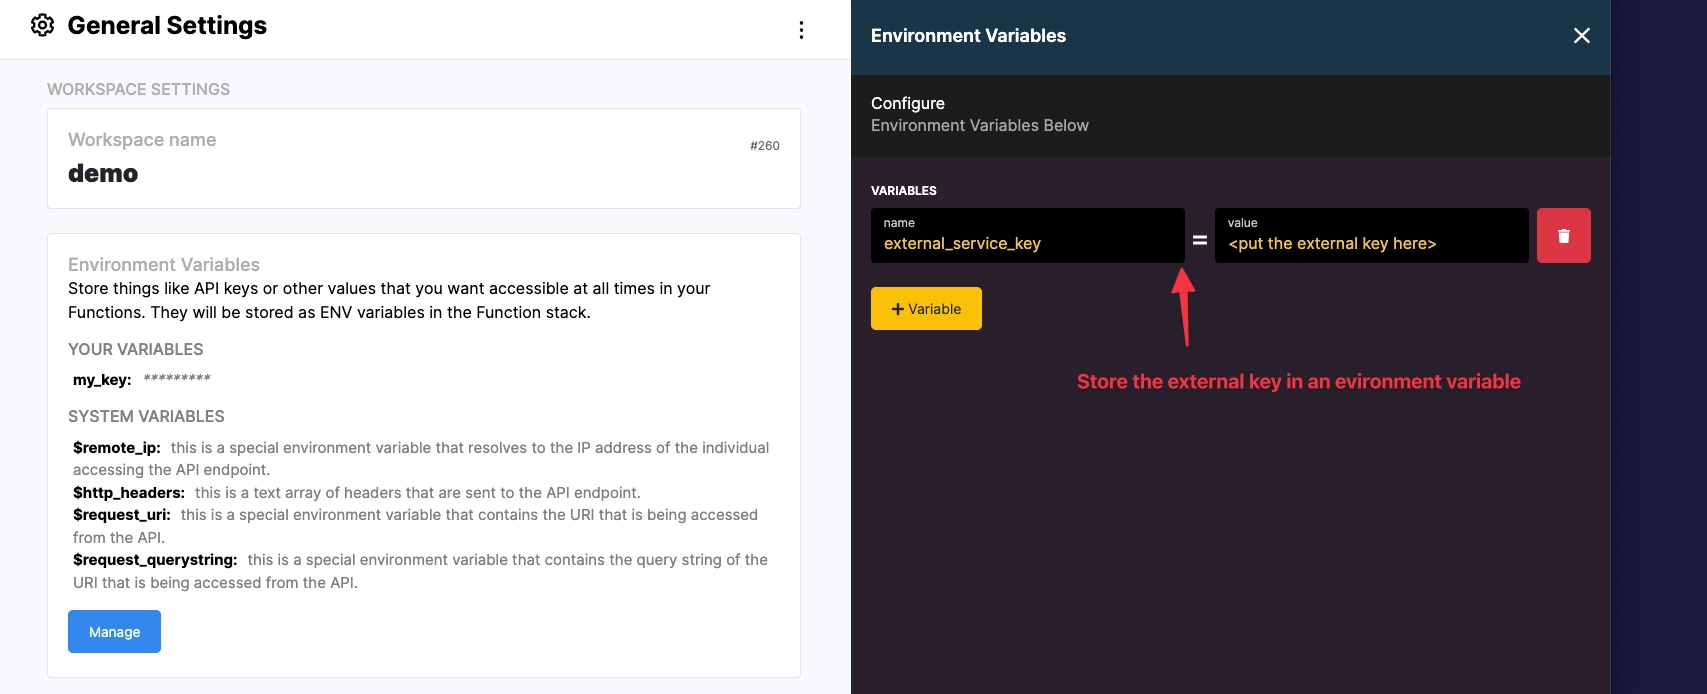 General Settings
WORKSPACE SETTINGS
Workspace name
#260
demo
Environment Variables
Store things like API keys or other values that you want accessible at all times in your
Functions. They will be stored as ENV variables in the Function stack.
YOUR VARIABLES
my_key: *********
SYSTEM VARIABLES
$remote_ip: this is a special environment variable that resolves to the IP address of the individual
accessing the API endpoint.
$http_headers: this is a text array of headers that are sent to the API endpoint.
$request_uri: this is a special environment variable that contains the URI that is being accessed
from the API.
$request_querystring: this is a special environment variable that contains the query string of the
URI that is being accessed from the API.
Manage
Environment Variables
Configure
Environment Variables Below
VARIABLES
name
external_service_key
=
value
<put the external key here>
+ Variable
Store the external key in an evironment variable